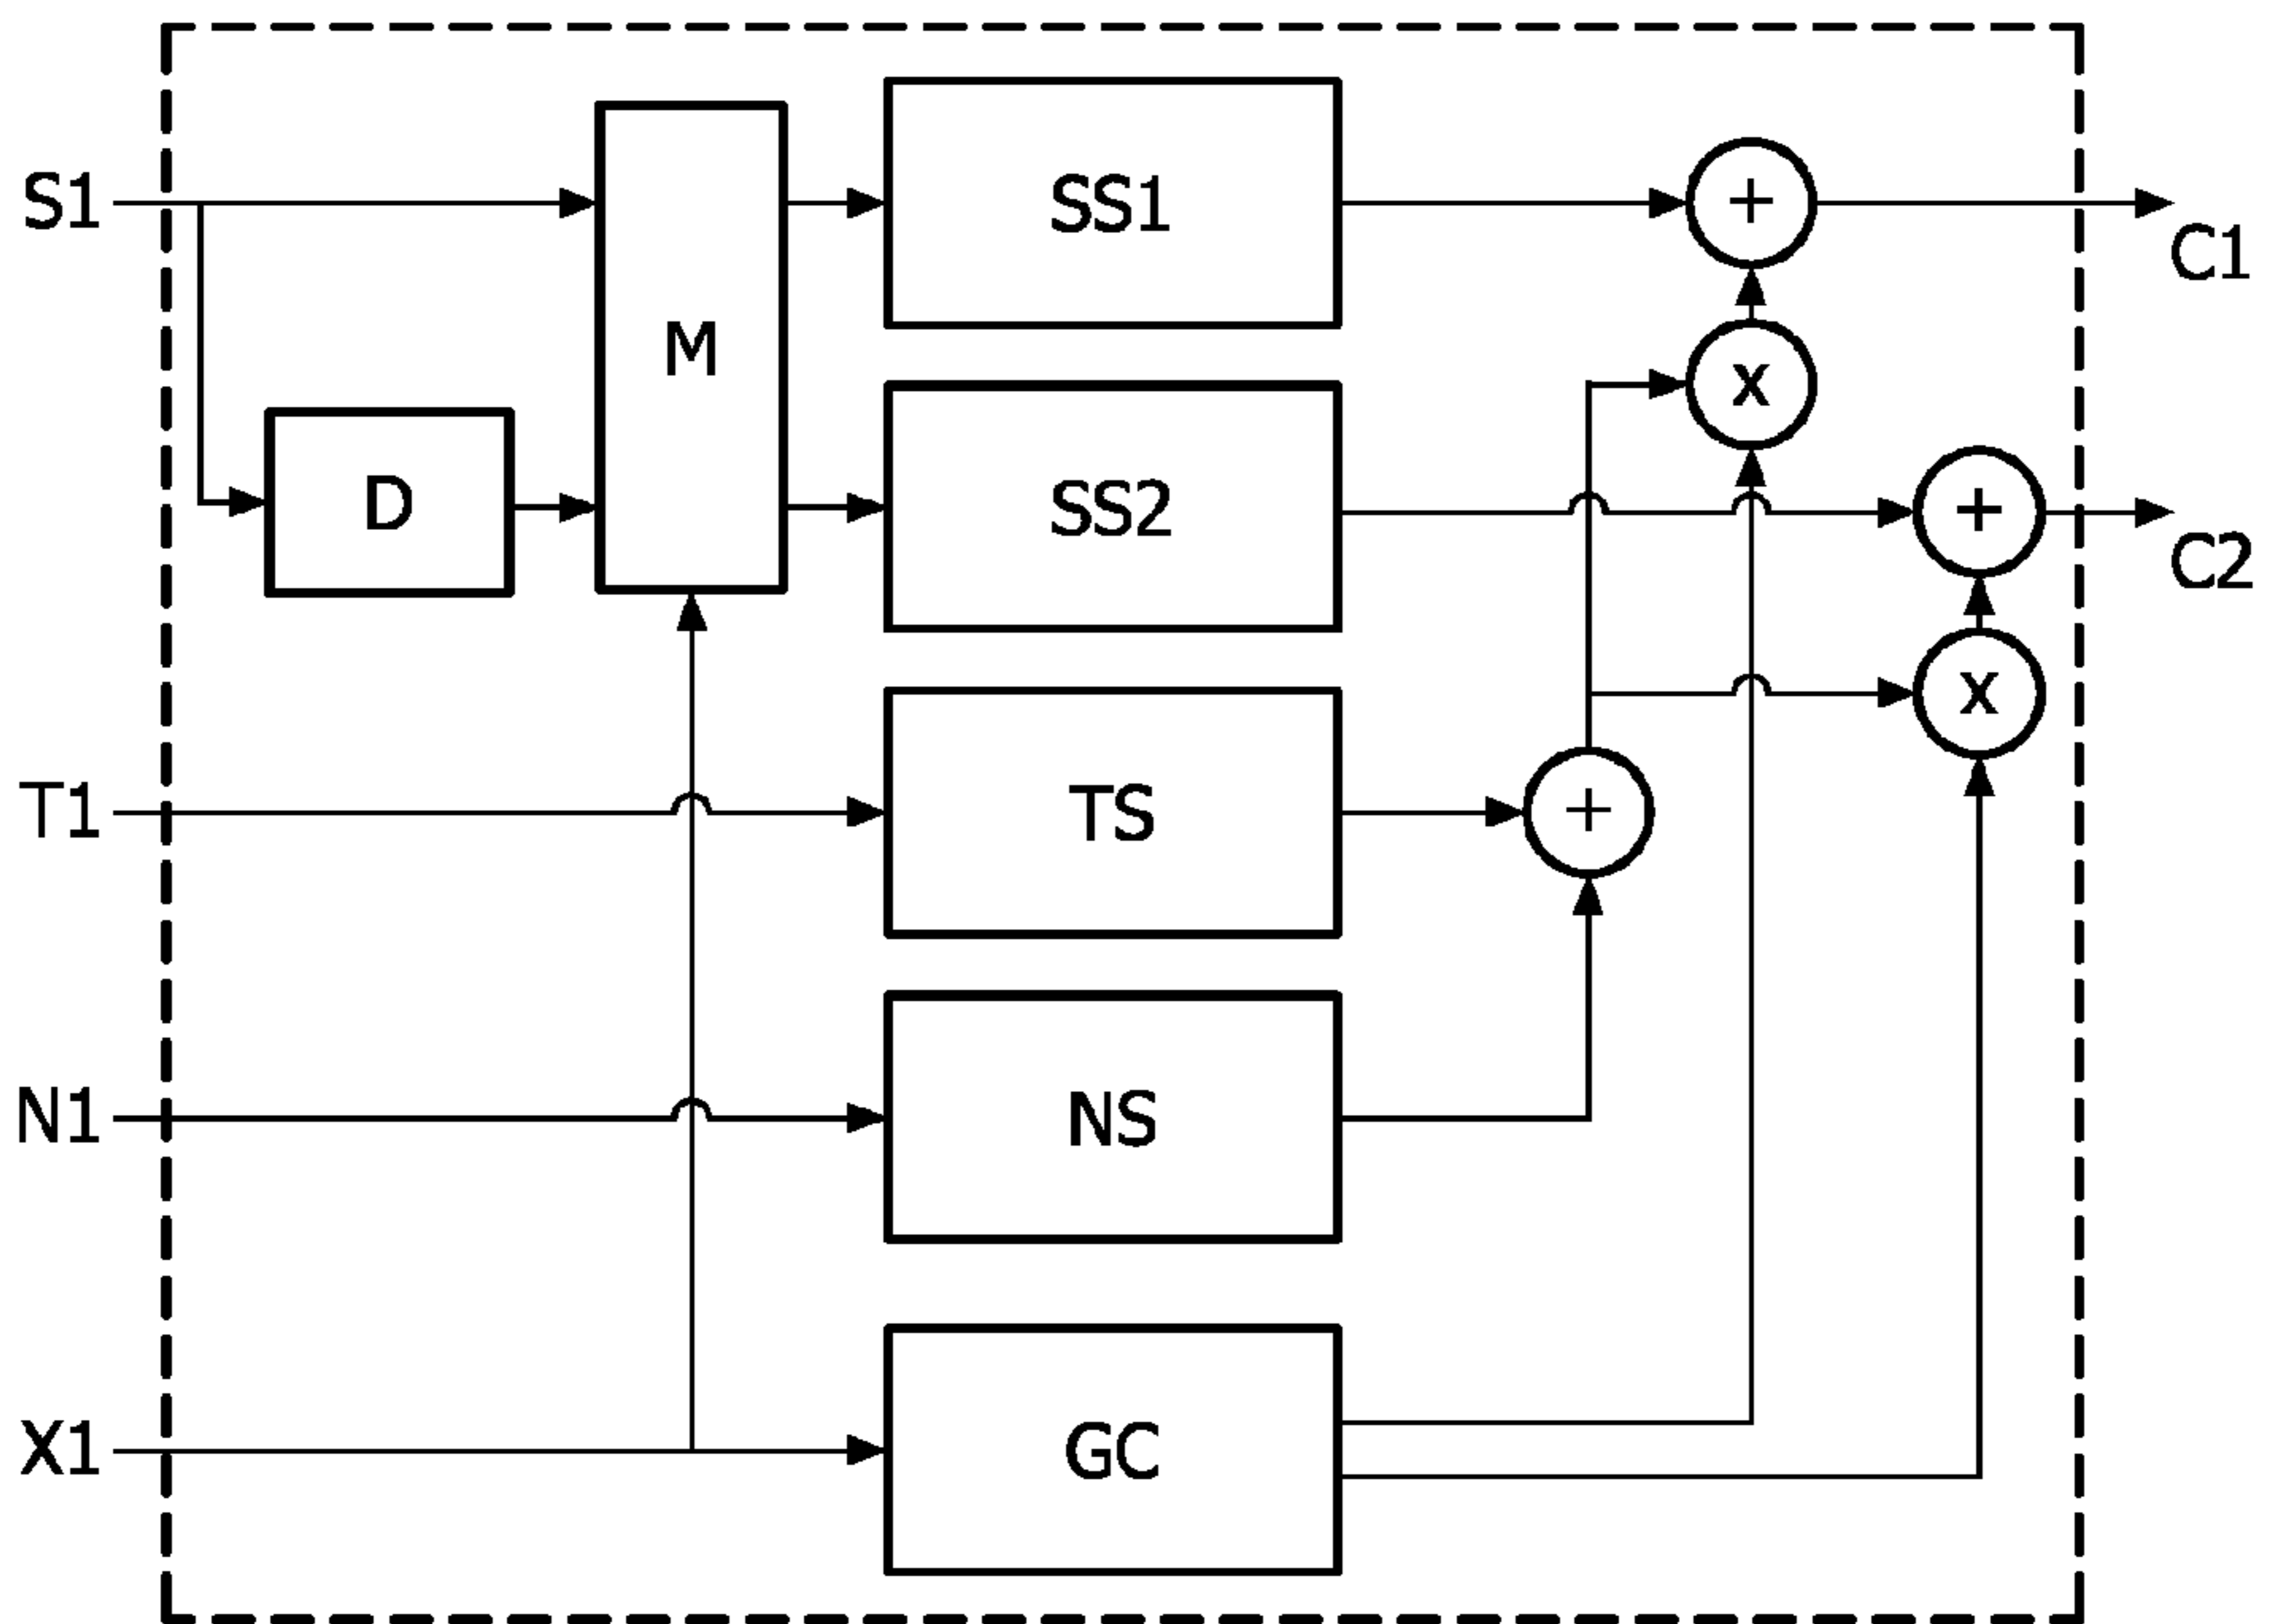 S1
T1
N1
X1
D
M
SS1
SS2
TS
NS
GC
+
x
+
x
+
C1
C2